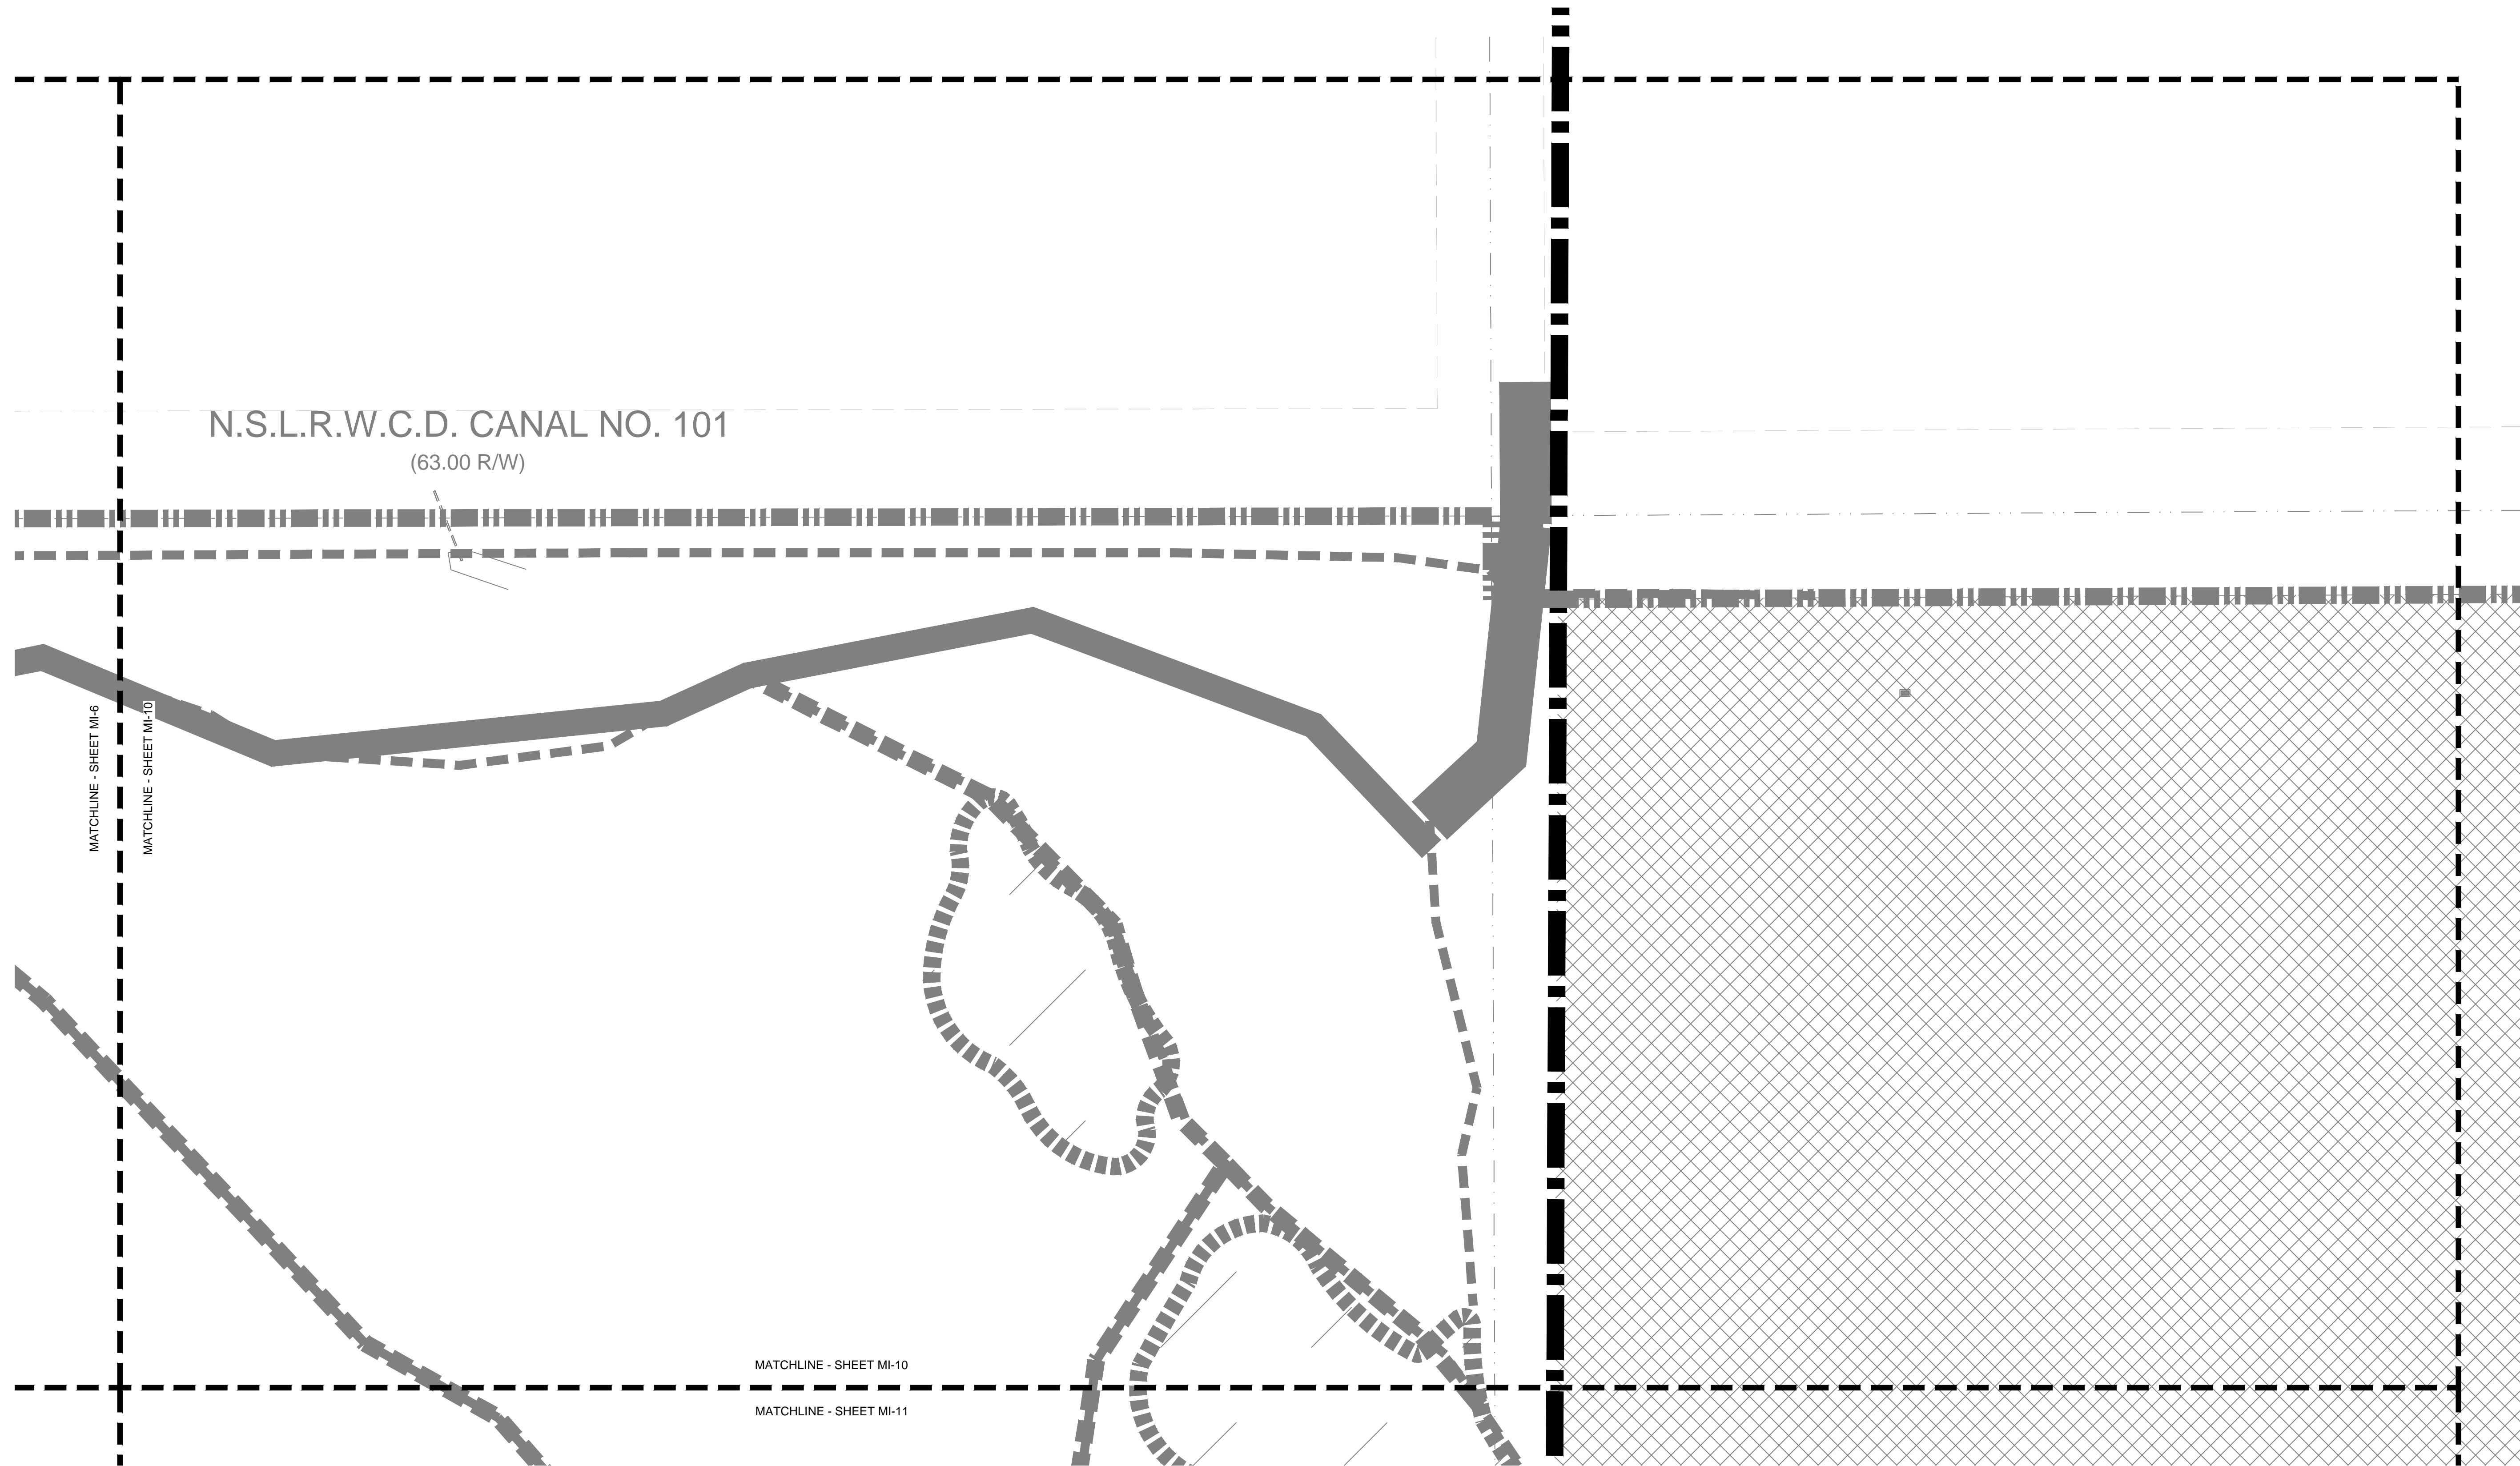 N.S.L.R.W.C.D. CANAL NO. 101
(63.00 R/W)
MATCHLINE - SHEET MI-6
MATCHLINE - SHEET MI-10
MATCHLINE - SHEET MI-10
MATCHLINE - SHEET MI-11